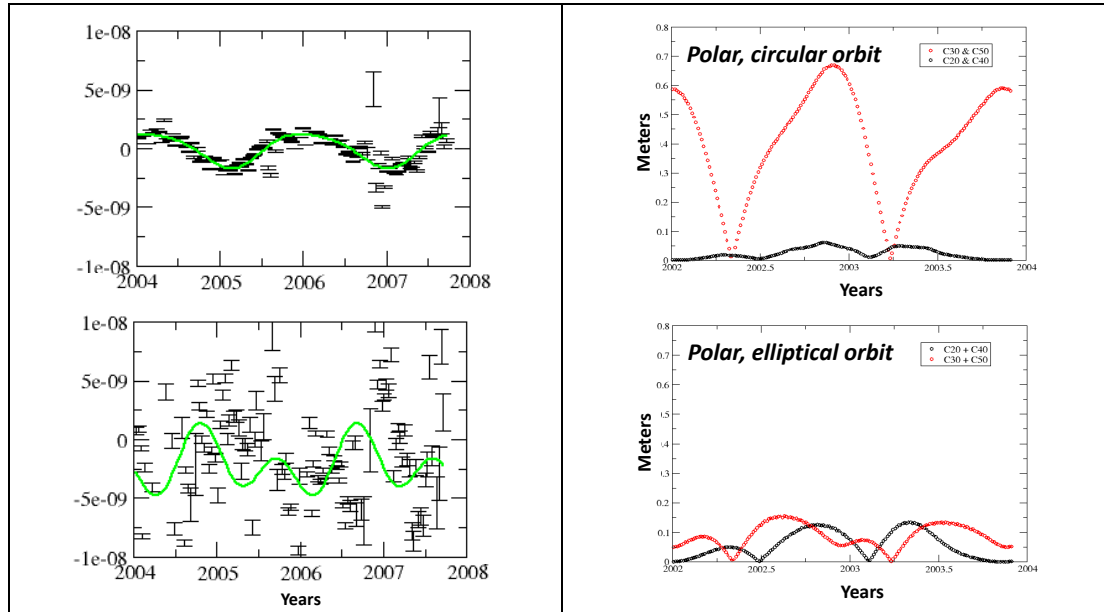 1e-08
5e-09
0
-5e-09
-1e-08
2004 2005 2006 2007 2008
1e-08
5e-09
0
-5e-09
-1e-08
2004 2005 2006 2007 2008
Years
Polar, circular orbit
C30 & C50
C20 & C40
Meters
0.8
0.7
0.6
0.5
0.4
0.3
0.2
0.1
0
2002 2002.5 2003 2003.5 2004
Years
Polar, elliptical orbit
C20 + C40
C30 + C50
Meters
0.8
0.7
0.6
0.5
0.4
0.3
0.2
0.1
0
2002 2002.5 2003 2003.5 2004
Years